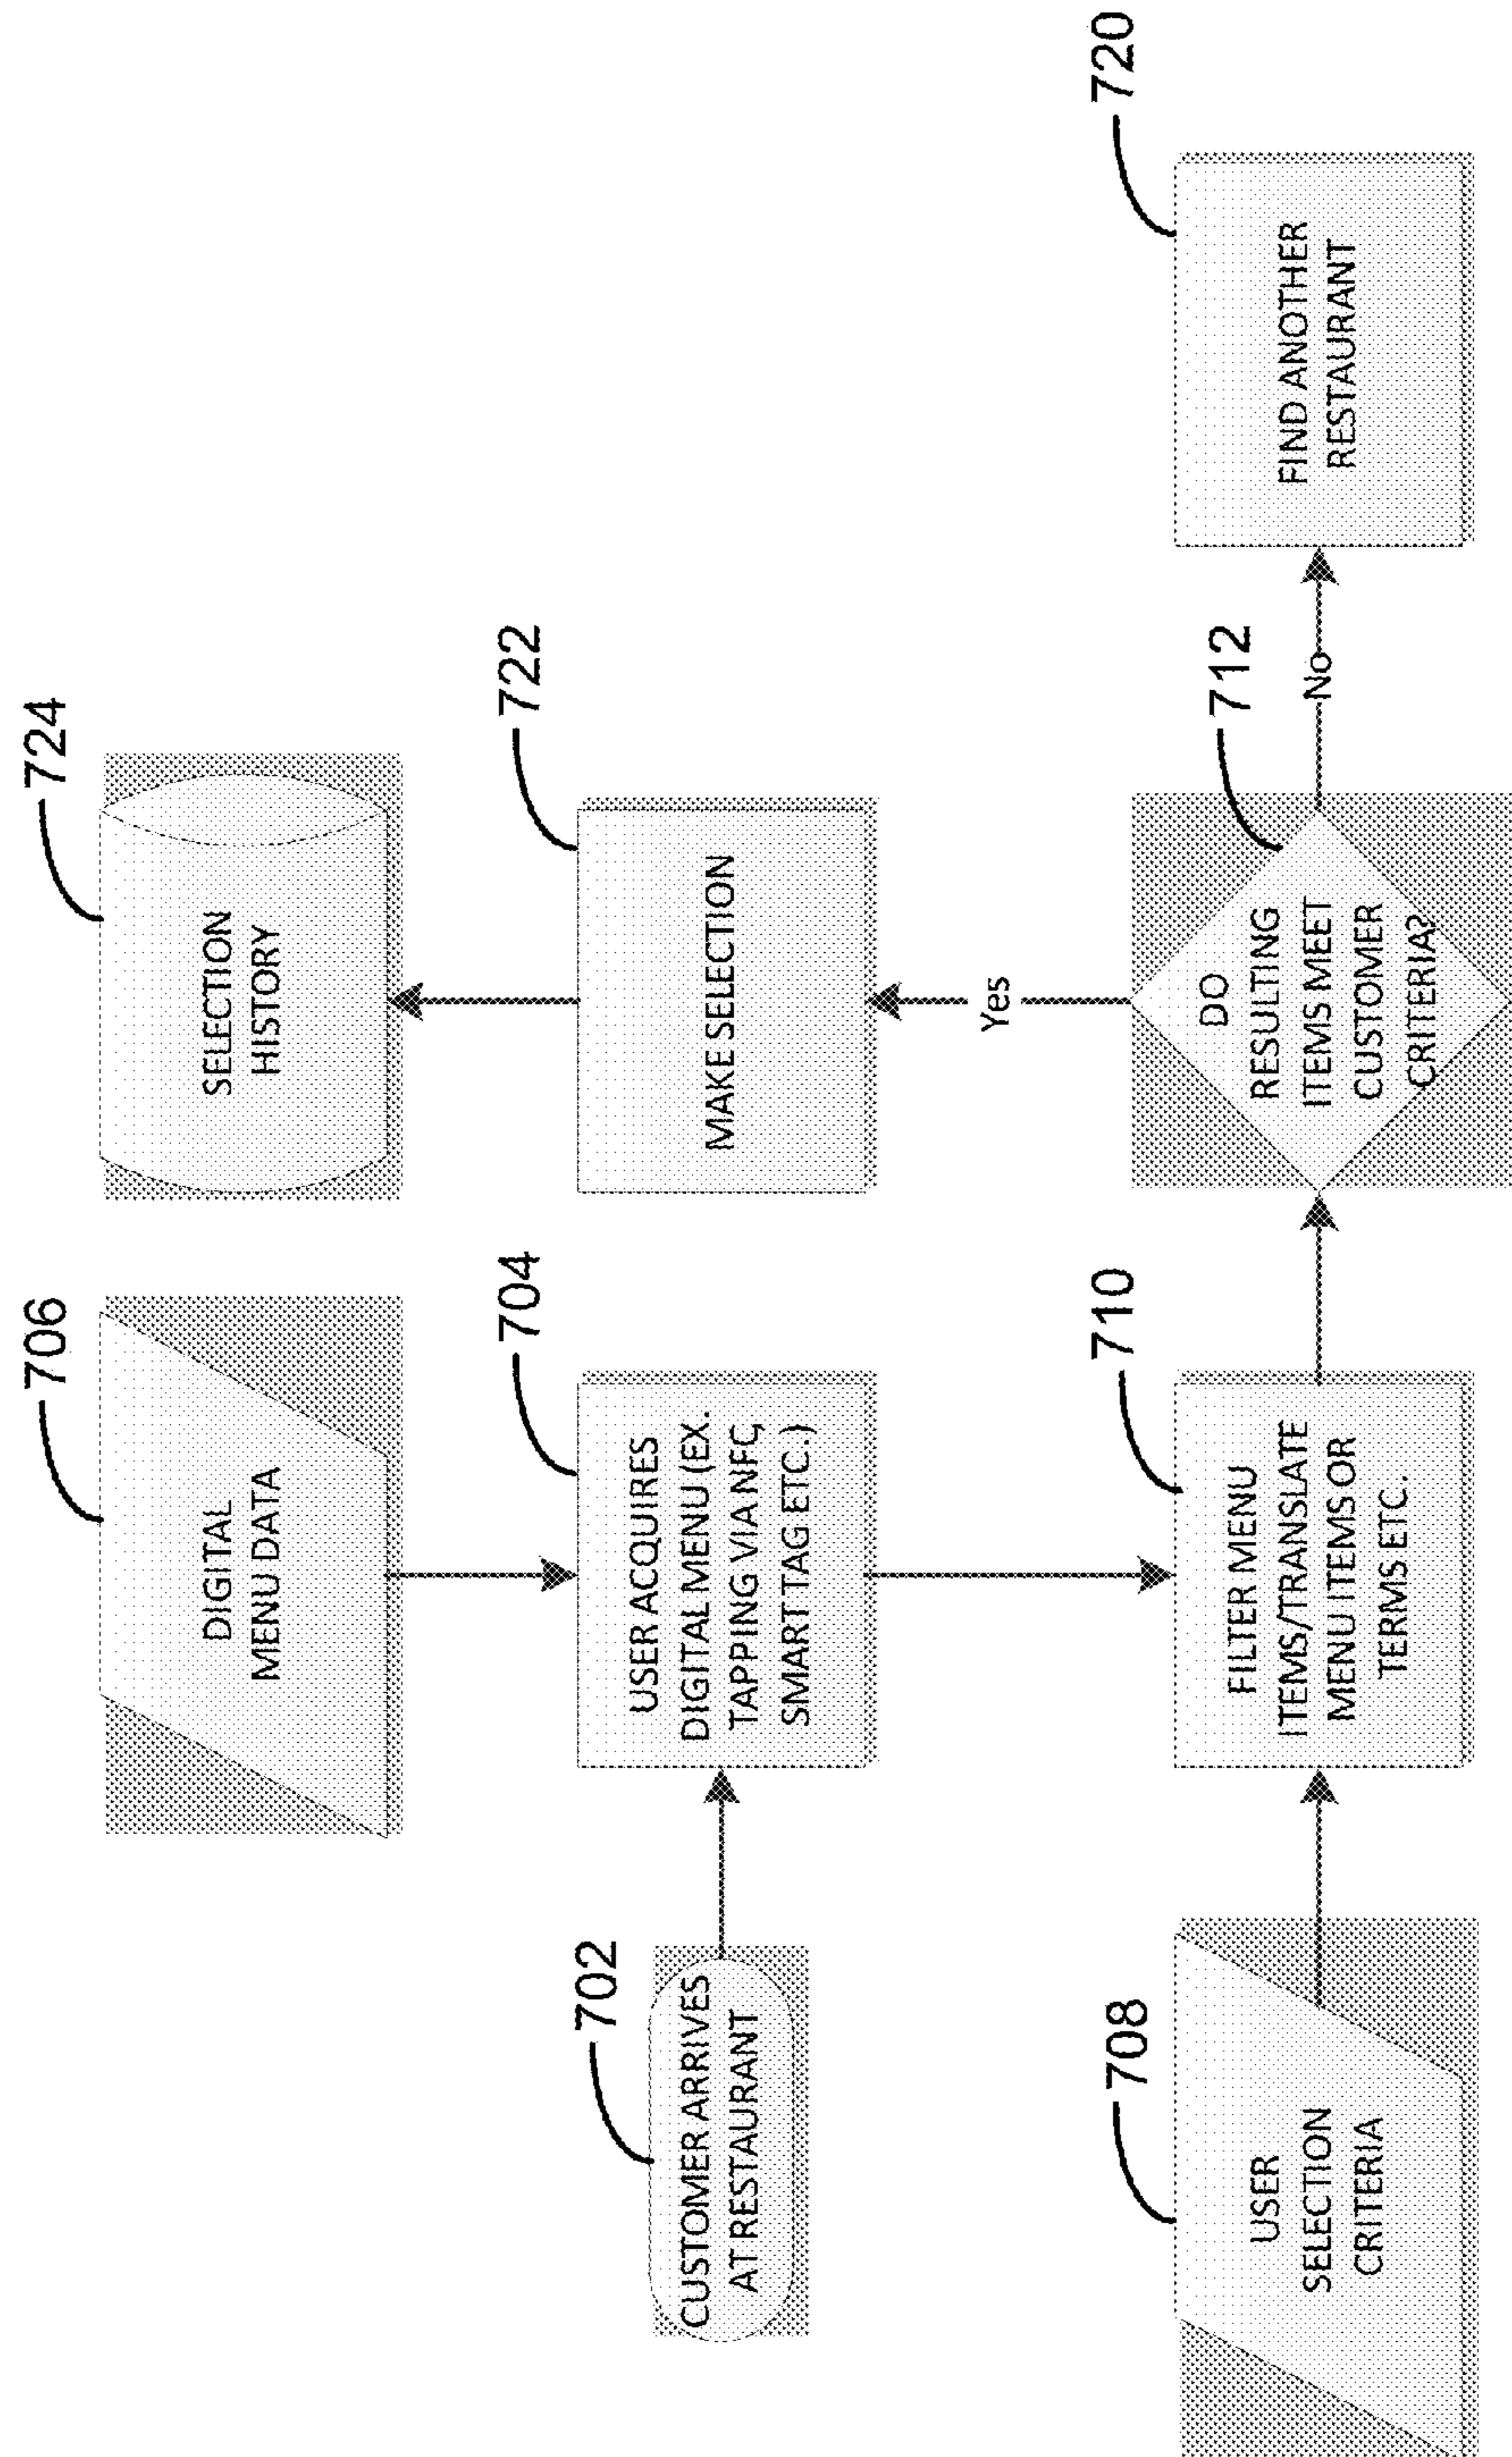 706
DIGITAL
MENU DATA
724
SELECTION
HISTORY
702
CUSTOMER ARRIVES
AT RESTAURANT
704
USER ACQUIRES
DIGITAL MENU (EX.
TAPPING VIA NFC,
SMART TAG ETC.)
722
MAKE SELECTION
Yes
708
USER
SELECTION
CRITERIA
710
FILTER MENU
ITEMS/TRANSLATE
MENU ITEMS OR
TERMS ETC.
712
DO
RESULTING
ITEMS MEET
CUSTOMER
CRITERIA?
No
720
FIND ANOTHER
RESTAURANT